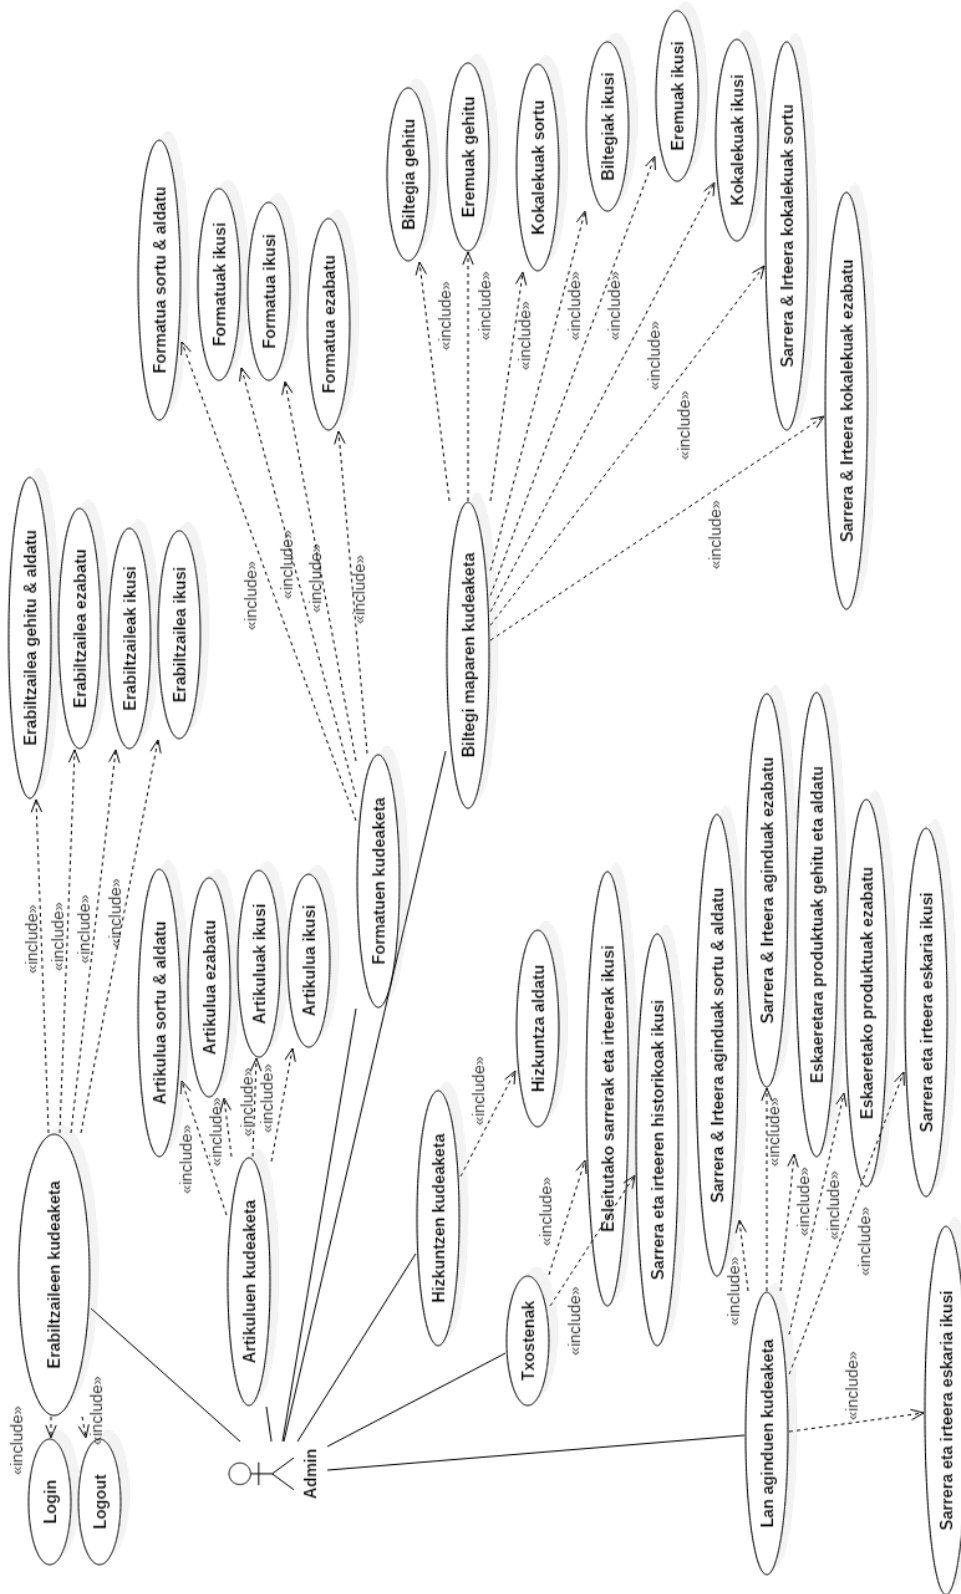 Login
Logout
«include»
«include»
Erabiltzaileen kudeaketa
«include»
«include»
«include»
«include»
Erabiltzailea gehitu & aldatu
Erabiltzailea ezabatu
Erabiltzaileak ikusi
Erabiltzailea ikusi
Admin
Artikuluen kudeaketa
«include»
«include»
«include»
«include»
Artikulua sortu & aldatu
Artikulua ezabatu
Artikuluak ikusi
Artikulua ikusi
Formatuen kudeaketa
«include»
«include»
«include»
«include»
Formatua sortu & aldatu
Formatuak ikusi
Formatua ikusi
Formatua ezabatu
Biltegi maparen kudeaketa
«include»
«include»
«include»
«include»
«include»
«include»
«include»
«include»
Biltegia gehitu
Eremuak gehitu
Kokalekuak sortu
Biltegiak ikusi
Eremuak ikusi
Kokalekuak ikusi
Sarrera & Irteera kokalekuak sortu
Sarrera & Irteera kokalekuak ezabatu
Hizkuntzen kudeaketa
«include»
Hizkuntza aldatu
Txostenak
«include»
«include»
Esleitutako sarrerak eta irteerak ikusi
Sarrera eta irteeren historikoak ikusi
Lan aginduen kudeaketa
«include»
«include»
«include»
«include»
«include»
«include»
Sarrera & Irteera aginduak sortu & aldatu
Sarrera & Irteera aginduak ezabatu
Eskaeretara produktuak gehitu eta aldatu
Eskaeretako produktuak ezabatu
Sarrera eta irteera eskaria ikusi
Sarrera eta irteera eskaria ikusi